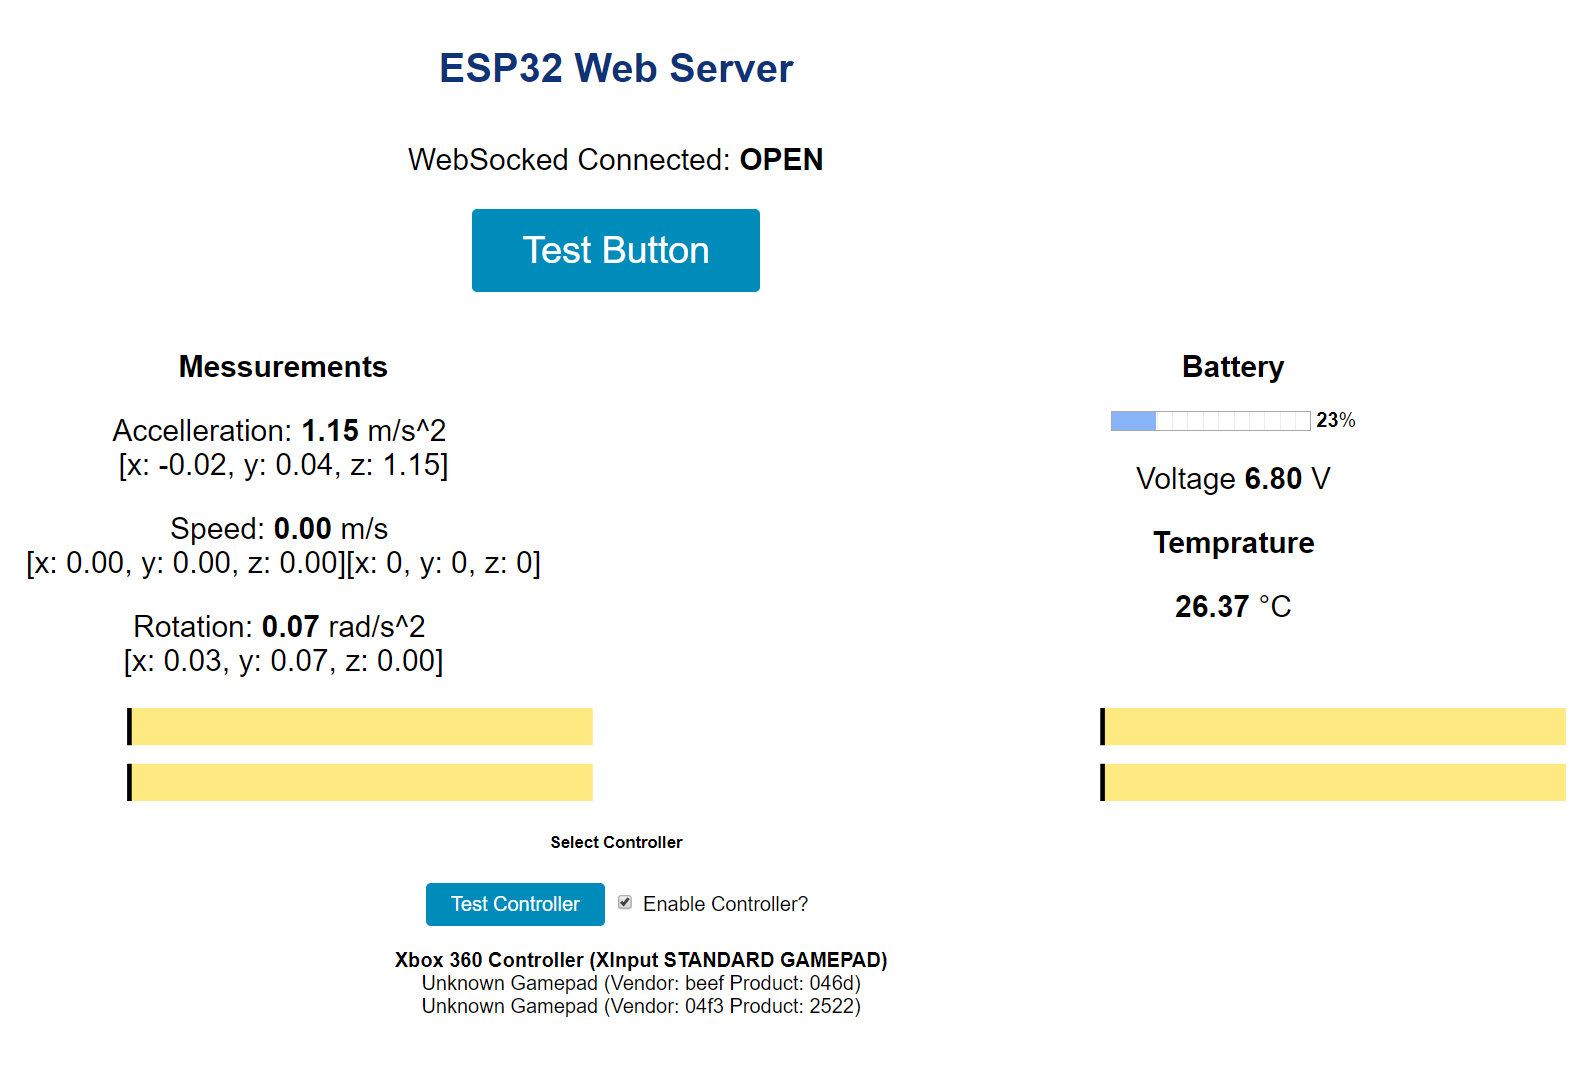 ESP32 Web Server
WebSocked Connected: OPEN
Test Button
Messurements
Accelleration: 1.15 m/s^2
[x: -0.02, y: 0.04, z: 1.15]
Speed: 0.00 m/s
[x: 0.00, y: 0.00, z: 0.00][x: 0, y: 0, z: 0]
Rotation: 0.07 rad/s^2
[x: 0.03, y: 0.07, z: 0.00]
Battery
23%
Voltage 6.80 V
Temprature
26.37 °C
Select Controller
Test Controller
Enable Controller?
Xbox 360 Controller (XInput STANDARD GAMEPAD)
Unknown Gamepad (Vendor: beef Product: 046d)
Unknown Gamepad (Vendor: 04f3 Product: 2522)